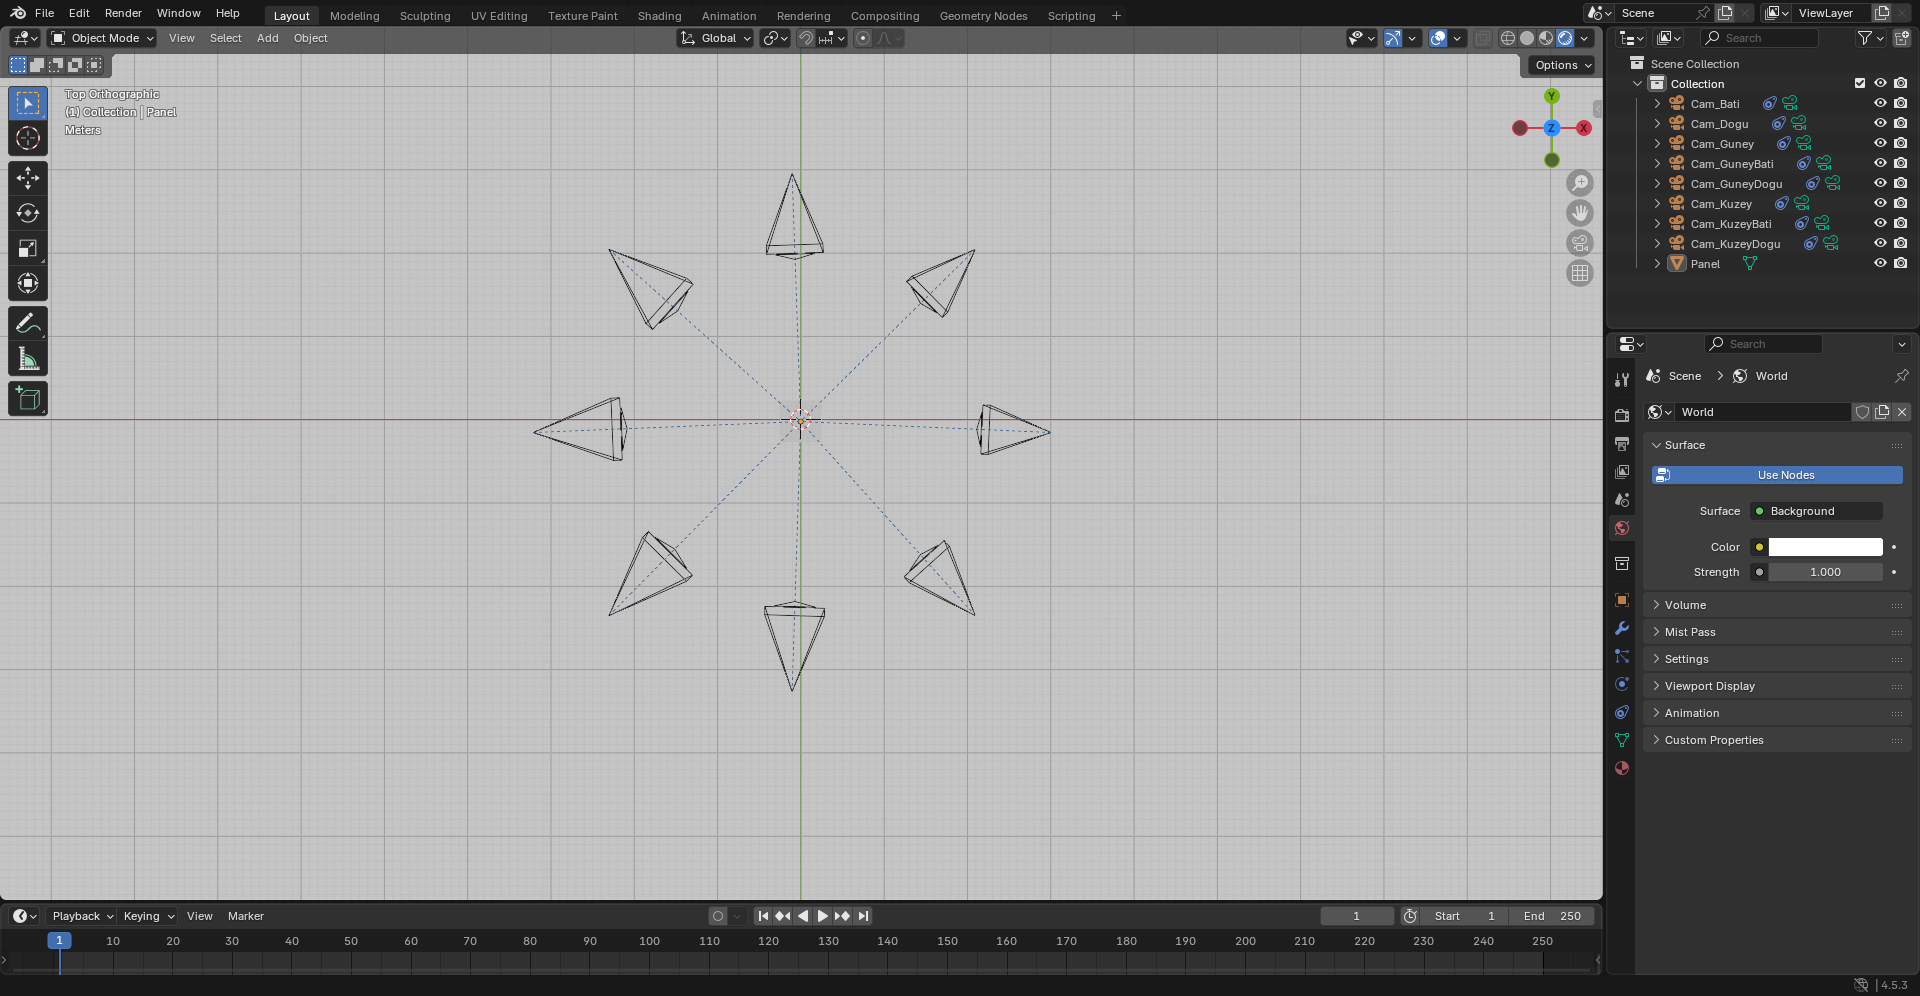 File Edit Render Window Help Layout Modeling Sculpting UV Editing Texture Paint Shading Animation Rendering Compositing Geometry Nodes Scripting + Scene ViewLayer
Object Mode View Select Add Object Global Search
Options
Top Orthographic
(1) Collection | Panel
Meters
Y
Z
X
Scene Collection
Collection
Cam_Bati
Cam_Dogu
Cam_Guney
Cam_GuneyBati
Cam_GuneyDogu
Cam_Kuzey
Cam_KuzeyBati
Cam_KuzeyDogu
Panel
Search
Scene > World
World
Surface
Use Nodes
Surface Background
Color
Strength 1.000
Volume
Mist Pass
Settings
Viewport Display
Animation
Custom Properties
Playback Keying View Marker 1 Start 1 End 250
1 10 20 30 40 50 60 70 80 90 100 110 120 130 140 150 160 170 180 190 200 210 220 230 240 250
4.5.3